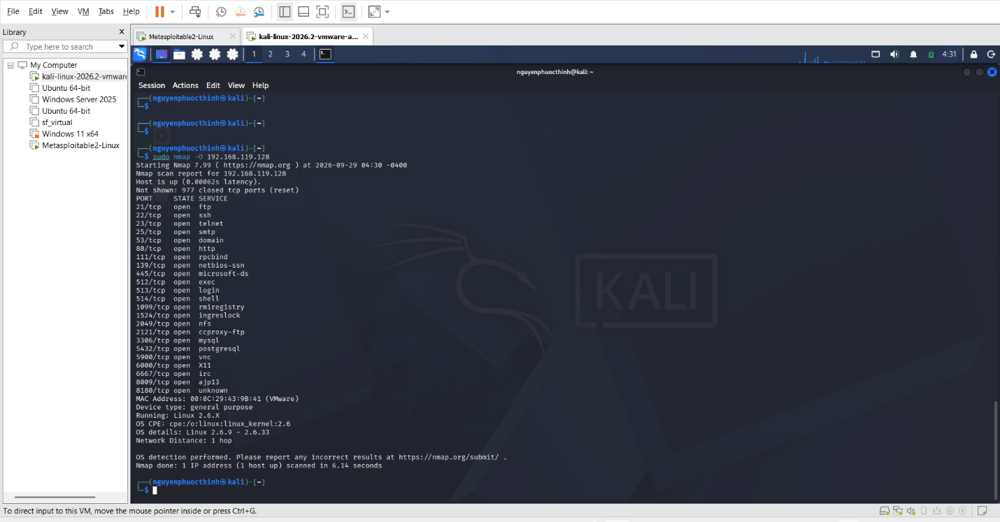 File Edit View VM Tabs Help
Library
Type here to search
My Computer
kali-linux-2026.2-vmware
Ubuntu 64-bit
Windows Server 2025
Ubuntu 64-bit
sf_virtual
Windows 11 x64
Metasploitable2-Linux
Metasploitable2-Linux
kali-linux-2026.2-vmware-a...
1 2 3 4
4:31
nguyenphuocthinh@kali: ~
Session Actions Edit View Help
┌──(nguyenphuocthinh㉿kali)-[~]
└─$
┌──(nguyenphuocthinh㉿kali)-[~]
└─$
┌──(nguyenphuocthinh㉿kali)-[~]
└─$ sudo nmap -O 192.168.119.128
Starting Nmap 7.99 ( https://nmap.org ) at 2026-09-29 04:30 -0400
Nmap scan report for 192.168.119.128
Host is up (0.00062s latency).
Not shown: 977 closed tcp ports (reset)
PORT STATE SERVICE
21/tcp open ftp
22/tcp open ssh
23/tcp open telnet
25/tcp open smtp
53/tcp open domain
80/tcp open http
111/tcp open rpcbind
139/tcp open netbios-ssn
445/tcp open microsoft-ds
512/tcp open exec
513/tcp open login
514/tcp open shell
1099/tcp open rmiregistry
1524/tcp open ingreslock
2049/tcp open nfs
2121/tcp open ccproxy-ftp
3306/tcp open mysql
5432/tcp open postgresql
5900/tcp open vnc
6000/tcp open X11
6667/tcp open irc
8009/tcp open ajp13
8180/tcp open unknown
MAC Address: 00:0C:29:43:9B:41 (VMware)
Device type: general purpose
Running: Linux 2.6.X
OS CPE: cpe:/o:linux:linux_kernel:2.6
OS details: Linux 2.6.9 - 2.6.33
Network Distance: 1 hop
OS detection performed. Please report any incorrect results at https://nmap.org/submit/ .
Nmap done: 1 IP address (1 host up) scanned in 6.14 seconds
┌──(nguyenphuocthinh㉿kali)-[~]
└─$
KALI
To direct input to this VM, move the mouse pointer inside or press Ctrl+G.